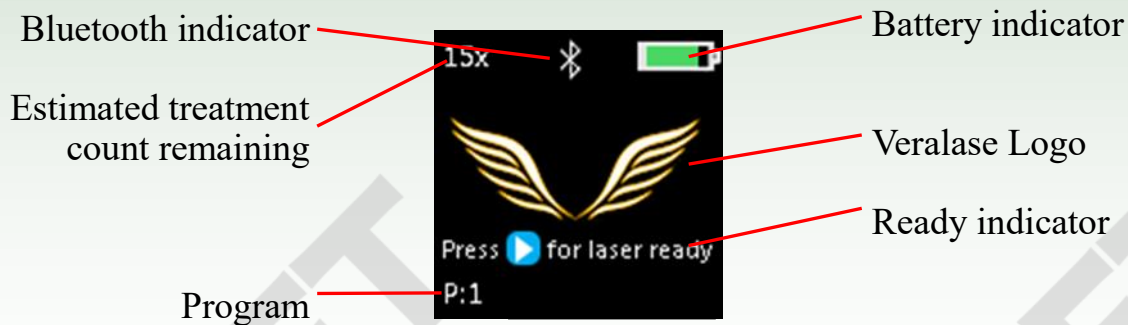 Bluetooth indicator
Battery indicator
15x
Estimated treatment
count remaining
Veralase Logo
Ready indicator
Press for laser ready
Program
P:1